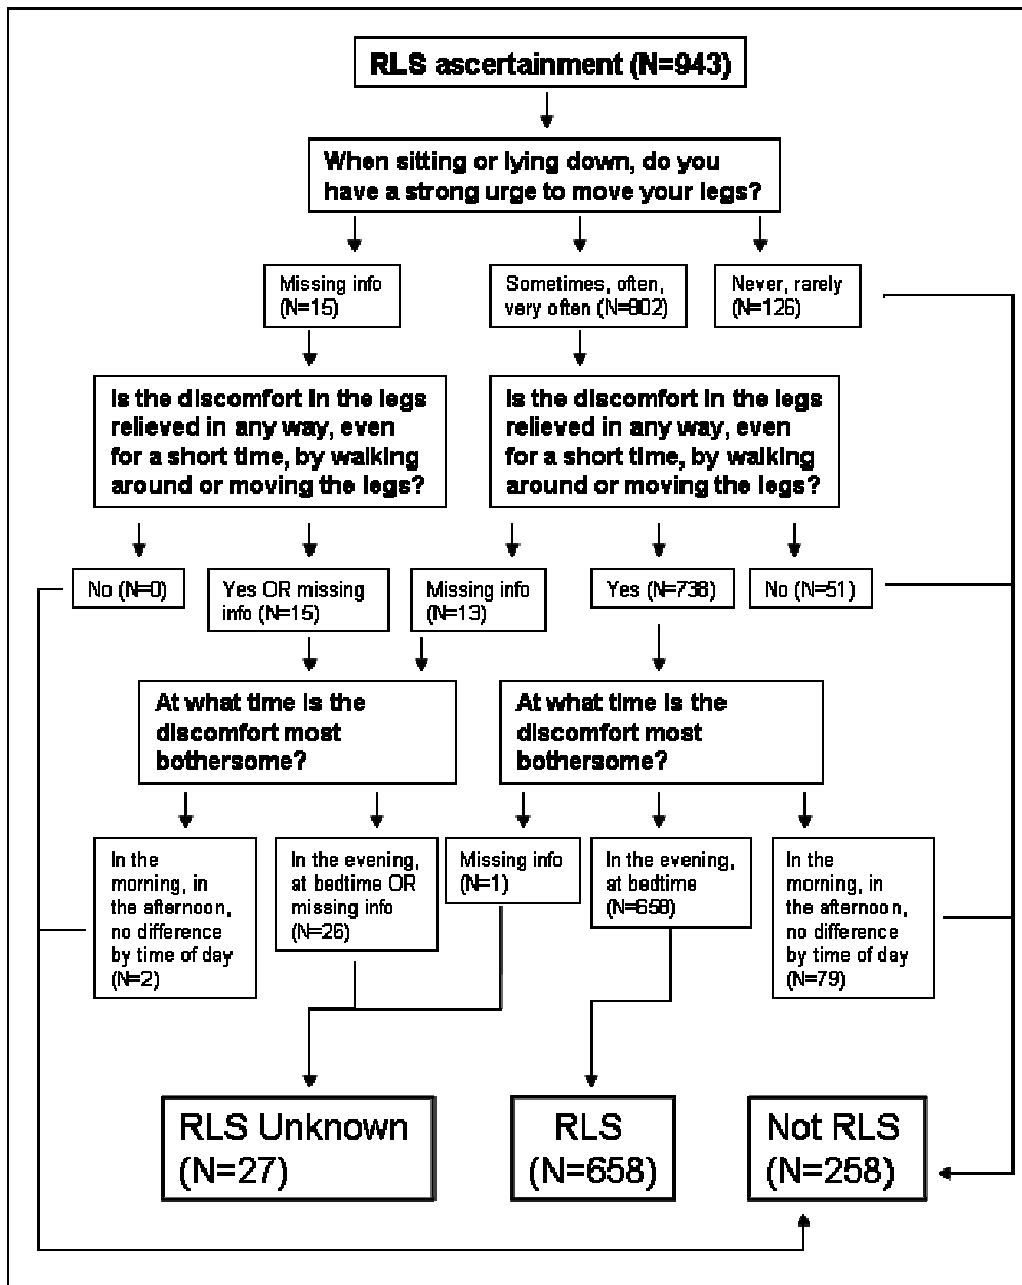 RLS ascertainment (N=943)
When sitting or lying down, do you
have a strong urge to move your legs?
Missing info
(N=15)
Sometimes, often,
very often (N=802)
Never, rarely
(N=126)
Is the discomfort in the legs
relieved in any way, even
for a short time, by walking
around or moving the legs?
Is the discomfort in the legs
relieved in any way, even
for a short time, by walking
around or moving the legs?
No (N=0)
Yes OR missing
info (N=15)
Missing info
(N=13)
Yes (N=738)
No (N=51)
At what time is the
discomfort most
bothersome?
At what time is the
discomfort most
bothersome?
In the
morning, in
the afternoon,
no difference
by time of day
(N=2)
In the evening,
at bedtime OR
missing info
(N=26)
Missing info
(N=1)
In the evening,
at bedtime
(N=658)
In the
morning, in
the afternoon,
no difference
by time of day
(N=79)
RLS Unknown
(N=27)
RLS
(N=658)
Not RLS
(N=258)